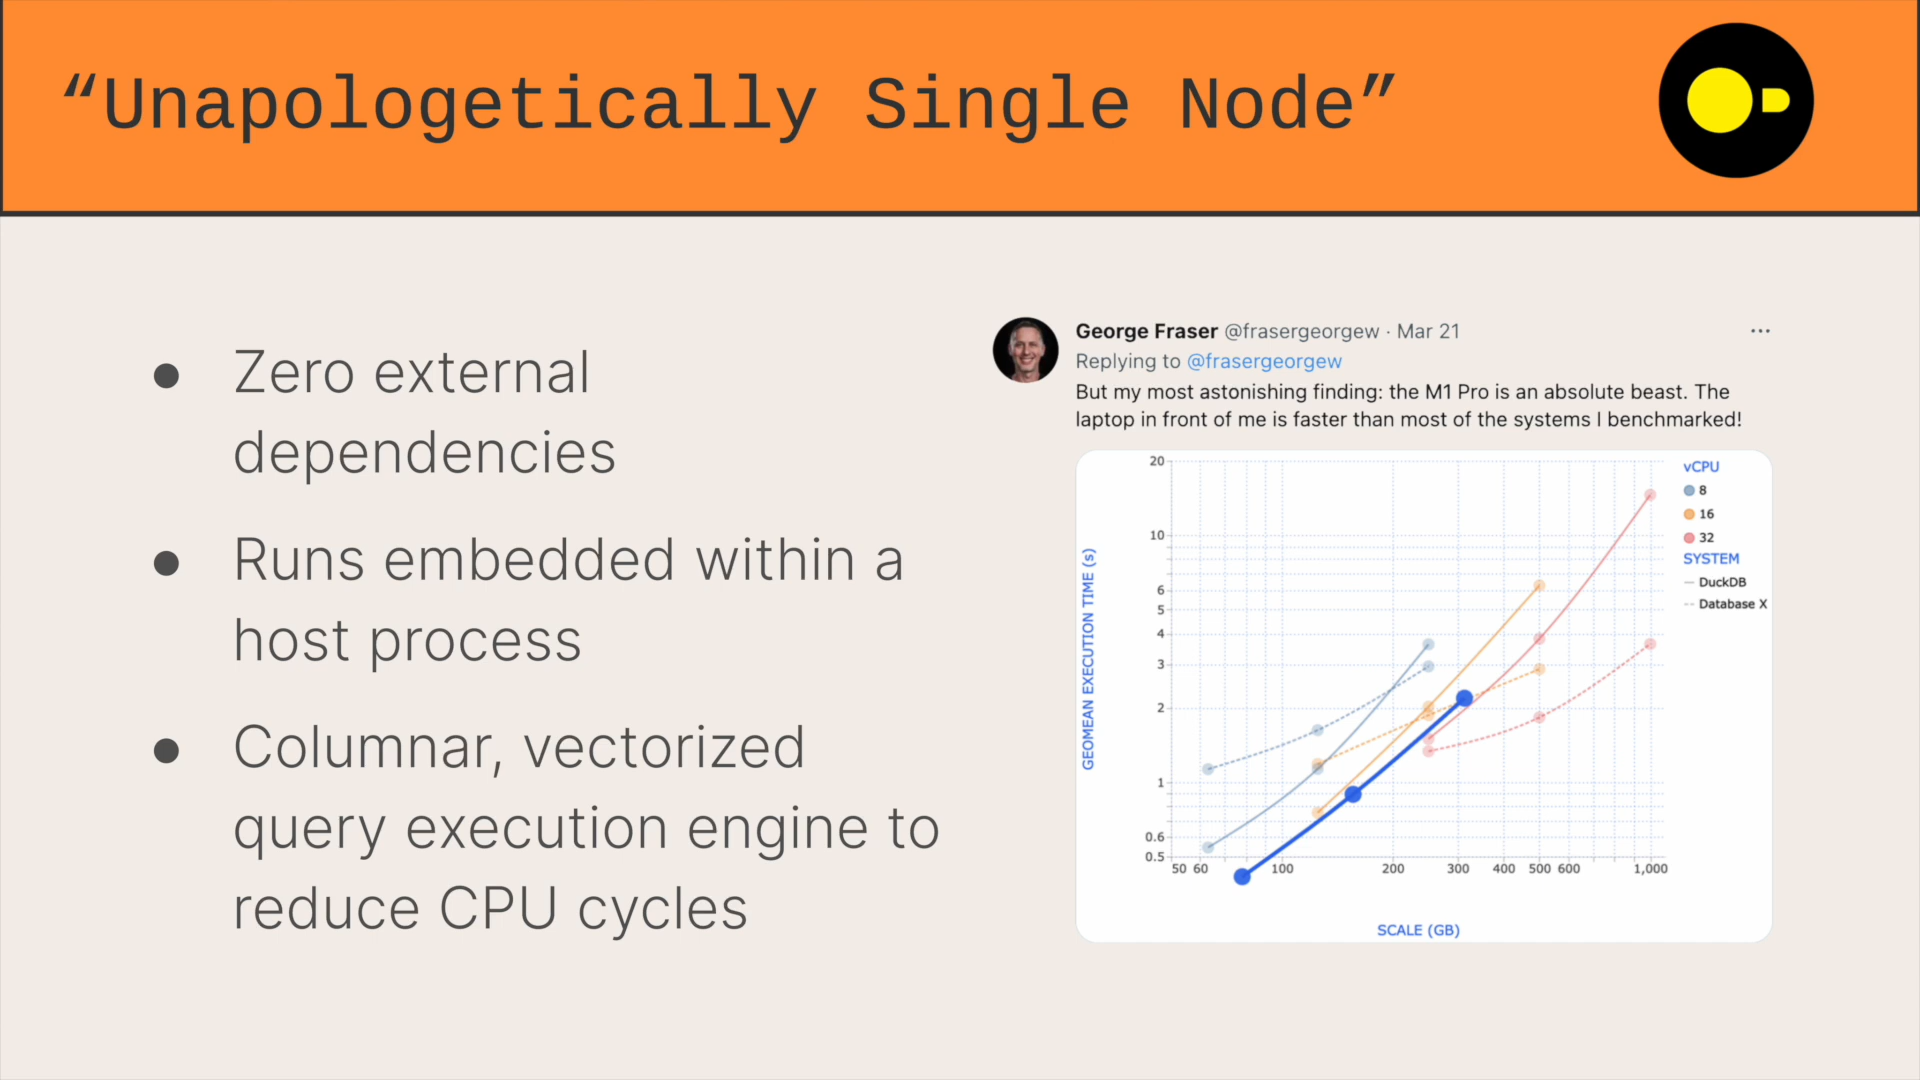 “Unapologetically Single Node”
● Zero external
dependencies
● Runs embedded within a
host process
● Columnar, vectorized
query execution engine to
reduce CPU cycles
George Fraser @frasergeorgew · Mar 21 ···
Replying to @frasergeorgew
But my most astonishing finding: the M1 Pro is an absolute beast. The
laptop in front of me is faster than most of the systems I benchmarked!
GEOMEAN EXECUTION TIME (s)
20
10
6
5
4
3
2
1
0.6
0.5
50 60 100 200 300 400 500 600 1,000
SCALE (GB)
vCPU
8
16
32
SYSTEM
DuckDB
Database X